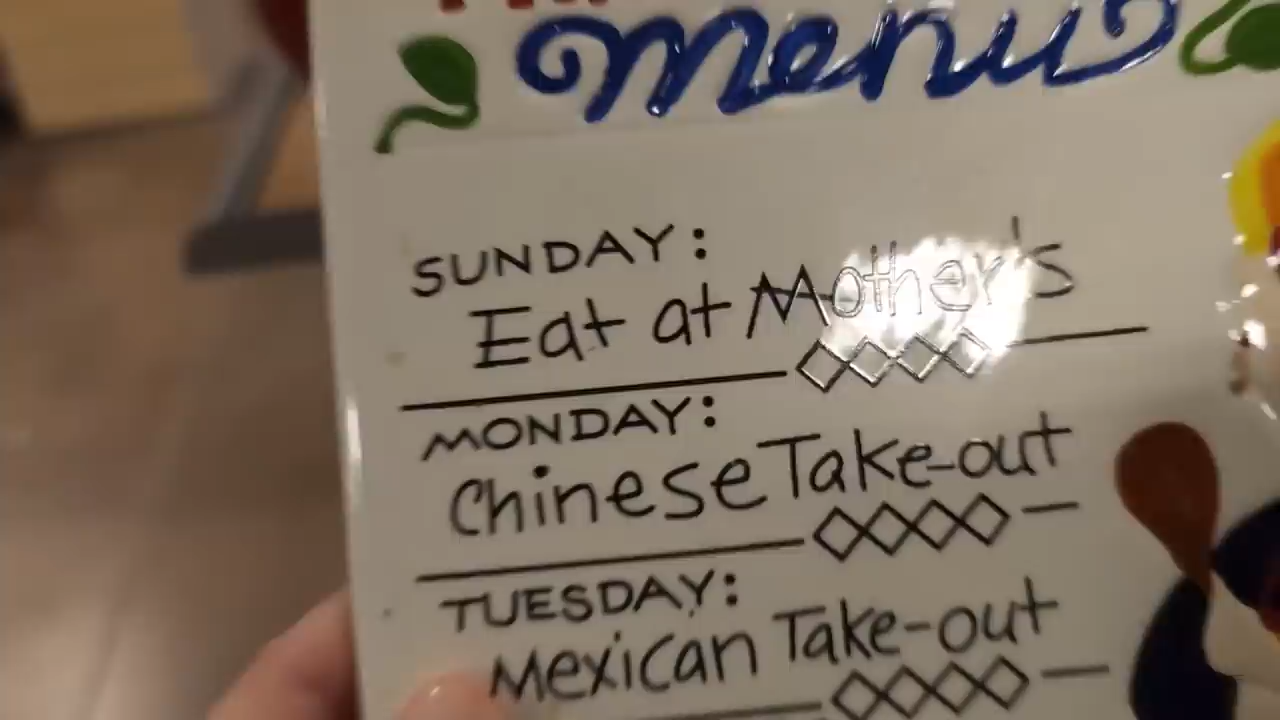 menu
SUNDAY:
Eat at Mother's
MONDAY:
Chinese Take-out
TUESDAY:
Mexican Take-out